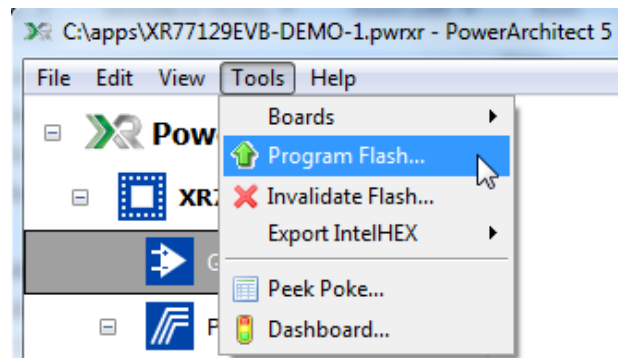 C:\apps\XR77129EVB-DEMO-1.pwrxr - PowerArchitect 5
File Edit View Tools Help
Boards
Program Flash...
Invalidate Flash...
Export IntelHEX
Peek Poke...
Dashboard...